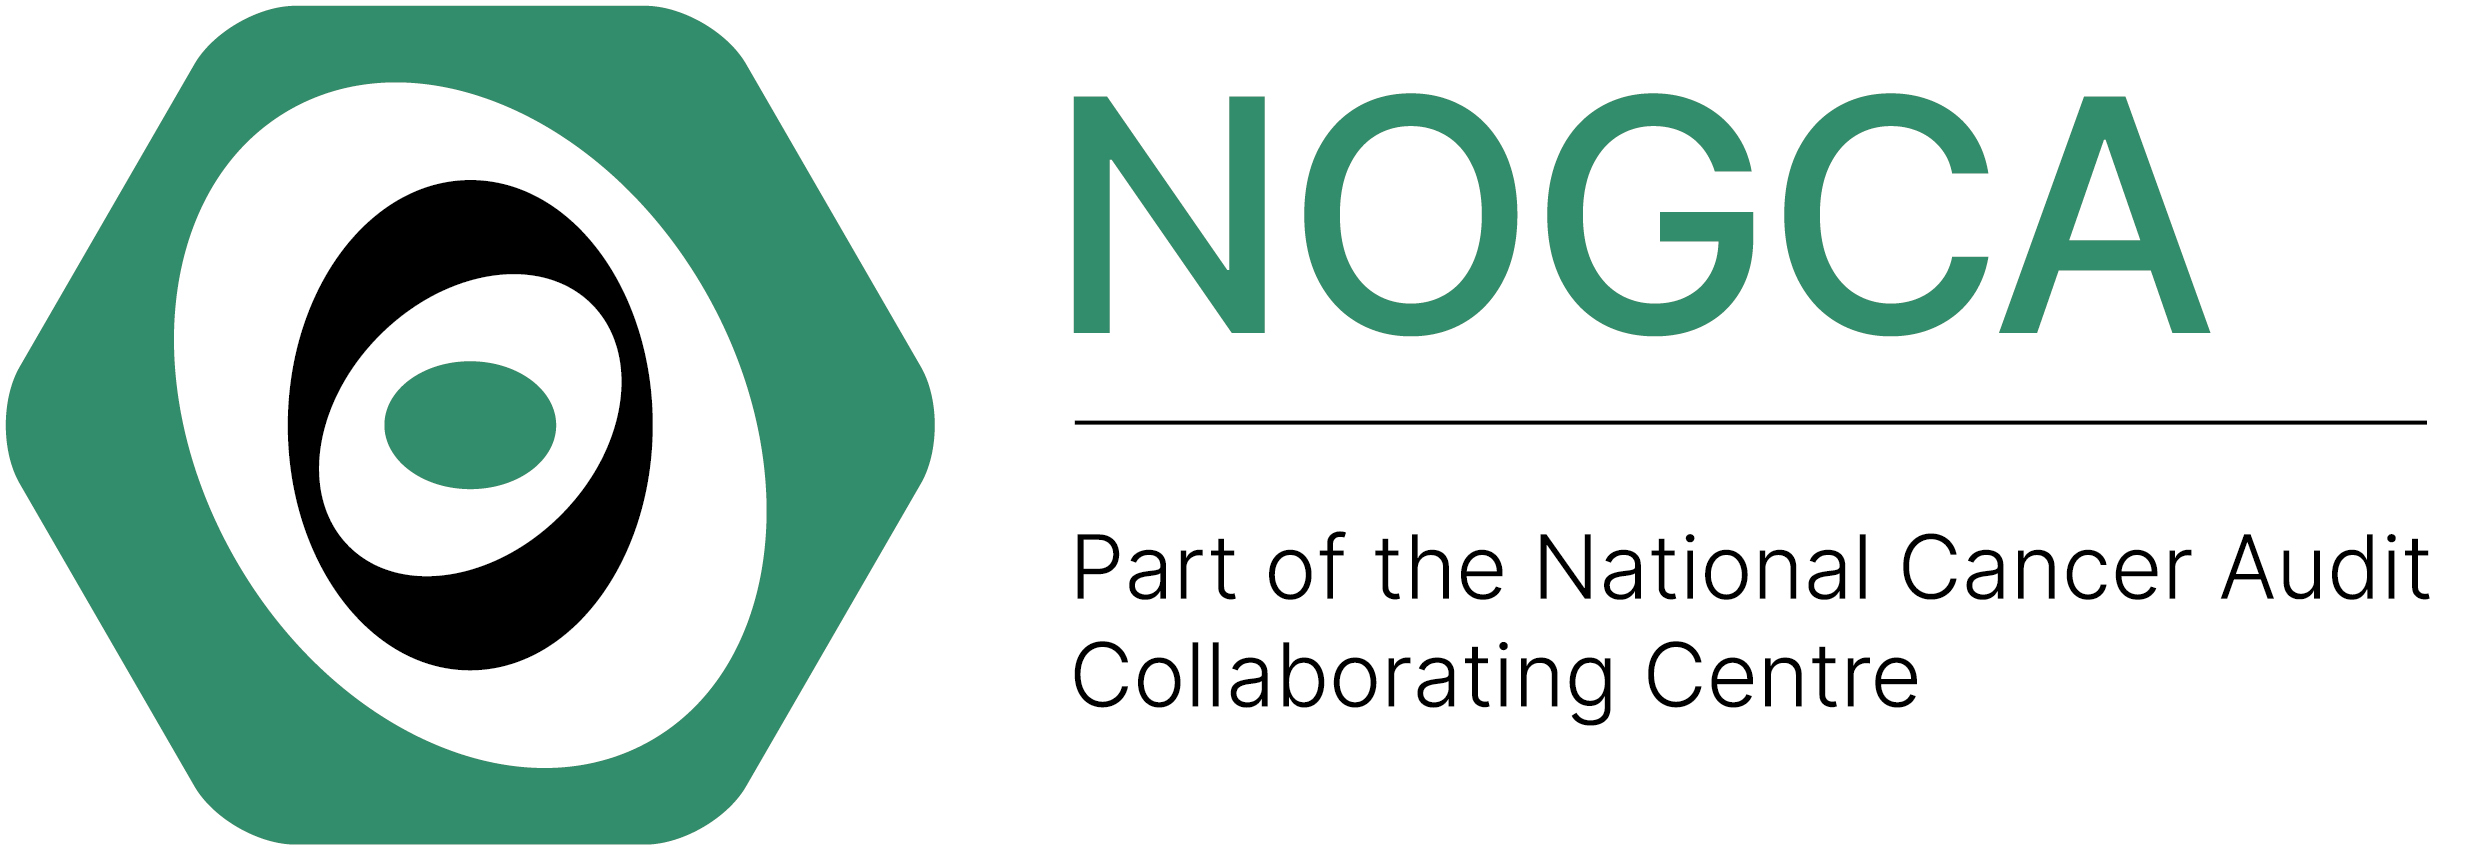 NOGCA
Part of the National Cancer Audit
Collaborating Centre